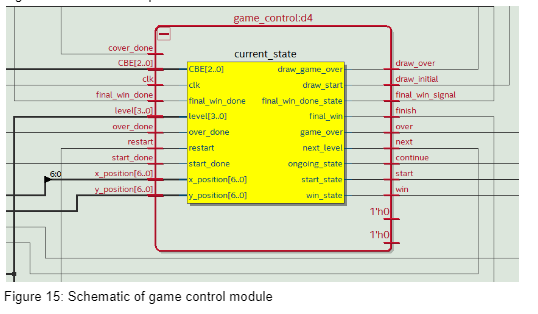 game_control:d4
cover_done
CBE[2..0]
clk
final_win_done
level[3..0]
over_done
restart
start_done
x_position[6..0]
y_position[6..0]
6:0
current_state
CBE[2..0]
clk
final_win_done
level[3..0]
over_done
restart
start_done
x_position[6..0]
y_position[6..0]
draw_game_over
draw_start
final_win_done_state
final_win
game_over
next_level
ongoing_state
start_state
win_state
draw_over
draw_initial
final_win_signal
finish
over
next
continue
start
win
1'h0
1'h0
Figure 15: Schematic of game control module